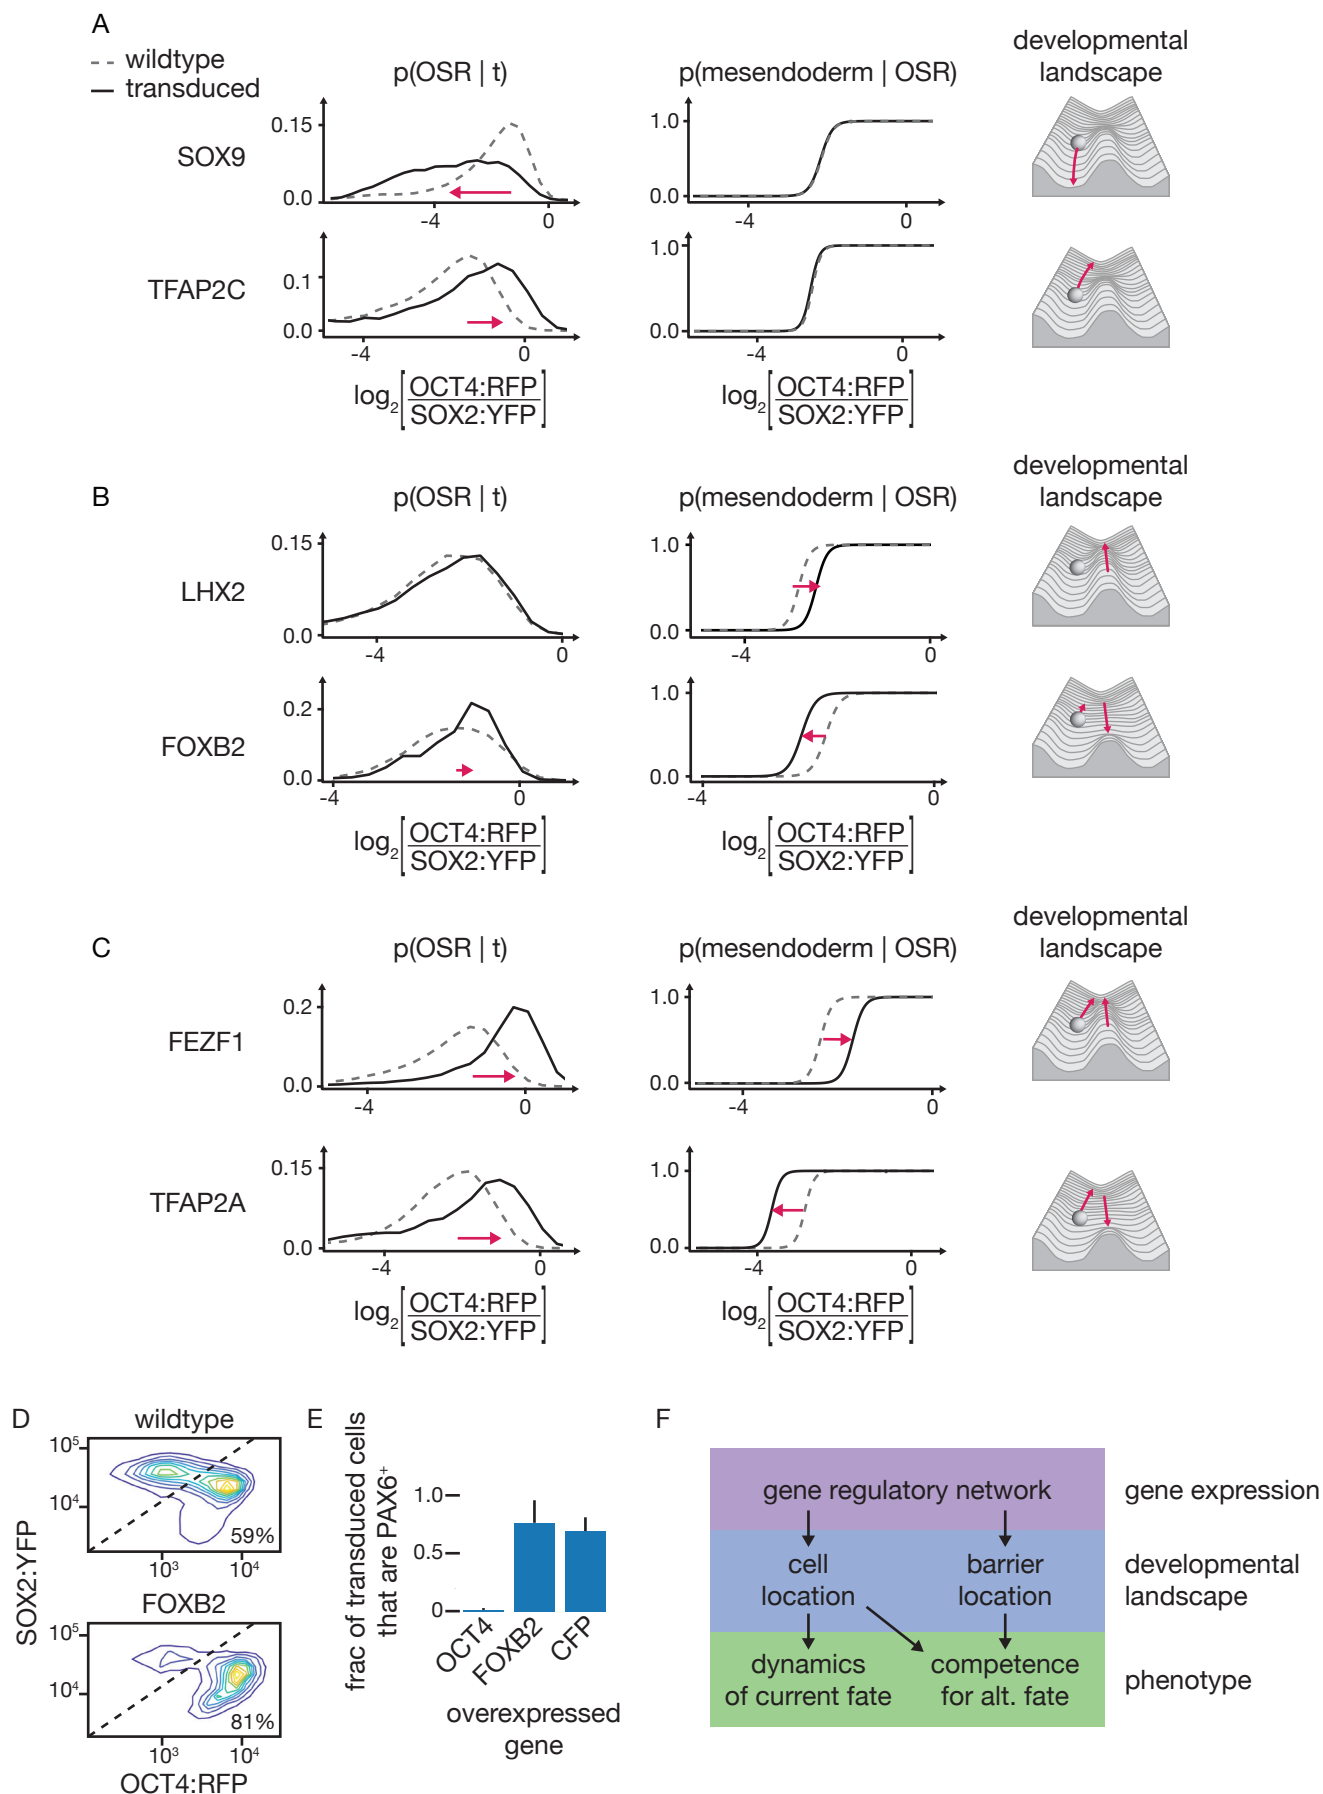 A
wildtype
transduced
p(OSR | t)
p(mesendoderm | OSR)
developmental
landscape
SOX9
0.15
0.0
-4
0
1.0
0.0
-4
0
TFAP2C
0.1
0.0
-4
0
1.0
0.0
-4
0
log2[OCT4:RFP
SOX2:YFP]
log2[OCT4:RFP
SOX2:YFP]
B
p(OSR | t)
p(mesendoderm | OSR)
developmental
landscape
LHX2
0.15
0.0
-4
0
1.0
0.0
-4
0
FOXB2
0.2
0.0
-4
0
1.0
0.0
-4
0
log2[OCT4:RFP
SOX2:YFP]
log2[OCT4:RFP
SOX2:YFP]
C
p(OSR | t)
p(mesendoderm | OSR)
developmental
landscape
FEZF1
0.2
0.0
-4
0
1.0
0.0
-4
0
TFAP2A
0.15
0.0
-4
0
1.0
0.0
-4
0
log2[OCT4:RFP
SOX2:YFP]
log2[OCT4:RFP
SOX2:YFP]
D
wildtype
10⁵
10⁴
59%
10³
10⁴
FOXB2
10⁵
10⁴
81%
10³
10⁴
SOX2:YFP
OCT4:RFP
E
frac of transduced cells
that are PAX6⁺
1.0
0.5
0
OCT4
FOXB2
CFP
overexpressed
gene
F
gene regulatory network
gene expression
cell
location
barrier
location
developmental
landscape
dynamics
of current fate
competence
for alt. fate
phenotype